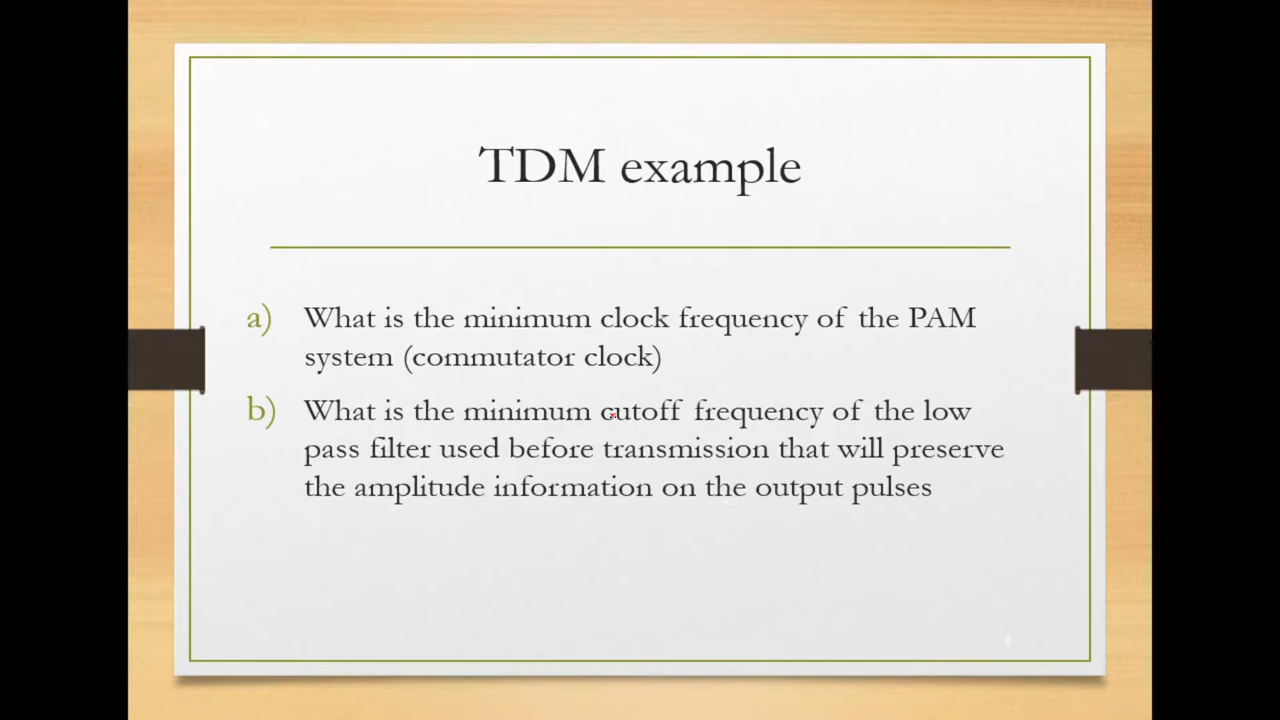 TDM example
a) What is the minimum clock frequency of the PAM
system (commutator clock)
b) What is the minimum cutoff frequency of the low
pass filter used before transmission that will preserve
the amplitude information on the output pulses
8